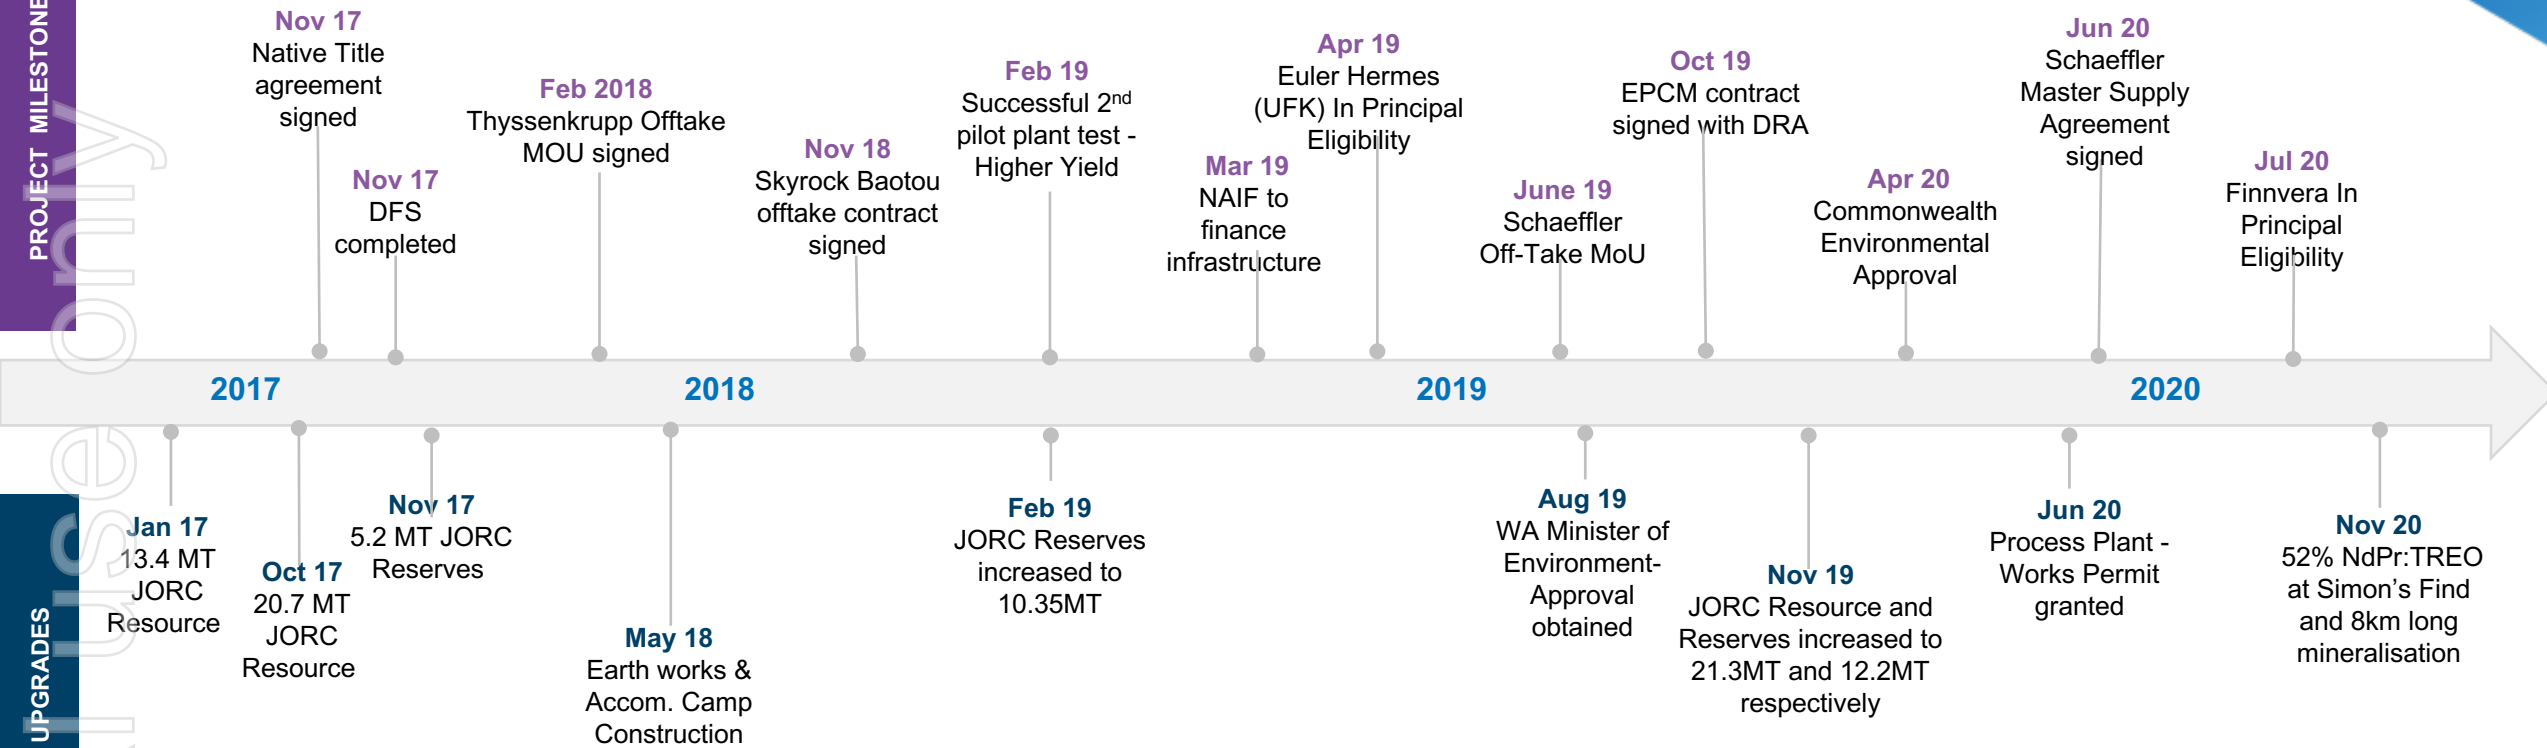 PROJECT MILESTONE
Nov 17
Native Title
agreement
signed
Nov 17
DFS
completed
Feb 2018
Thyssenkrupp Offtake
MOU signed
Nov 18
Skyrock Baotou
offtake contract
signed
Feb 19
Successful 2nd
pilot plant test -
Higher Yield
Mar 19
NAIF to
finance
infrastructure
Apr 19
Euler Hermes
(UFK) In Principal
Eligibility
June 19
Schaeffler
Off-Take MoU
Oct 19
EPCM contract
signed with DRA
Apr 20
Commonwealth
Environmental
Approval
Jun 20
Schaeffler
Master Supply
Agreement
signed
Jul 20
Finnvera In
Principal
Eligibility
2017
2018
2019
2020
UPGRADES
Jan 17
13.4 MT
JORC
Resource
Oct 17
20.7 MT
JORC
Resource
Nov 17
5.2 MT JORC
Reserves
May 18
Earth works &
Accom. Camp
Construction
Feb 19
JORC Reserves
increased to
10.35MT
Aug 19
WA Minister of
Environment-
Approval
obtained
Nov 19
JORC Resource and
Reserves increased to
21.3MT and 12.2MT
respectively
Jun 20
Process Plant -
Works Permit
granted
Nov 20
52% NdPr:TREO
at Simon’s Find
and 8km long
mineralisation
use only